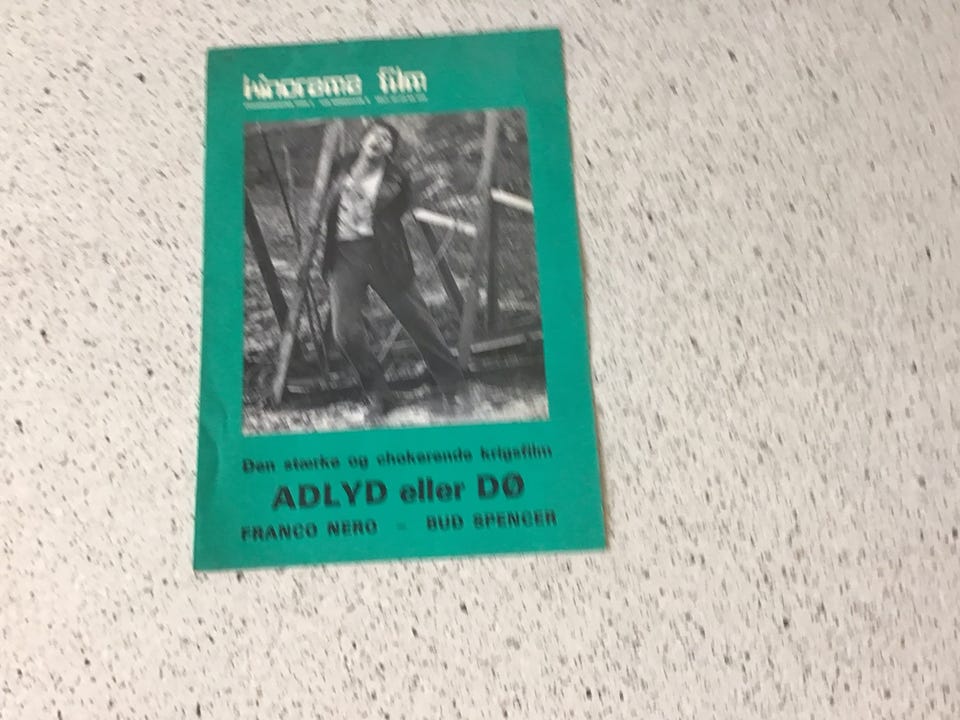 kinorama film
Den stærke og chokerende krigsfilm
ADLYD eller DØ
FRANCO NERO - BUD SPENCER